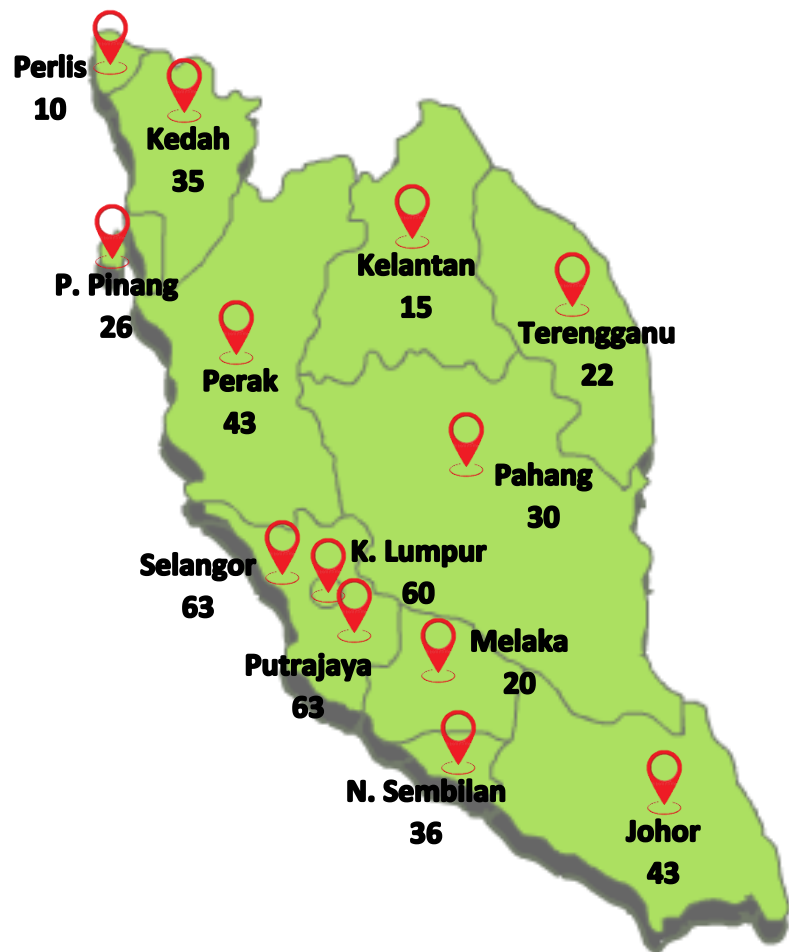 Perlis
10
Kedah
35
P. Pinang
26
Kelantan
15
Terengganu
22
Perak
43
Pahang
30
Selangor
63
K. Lumpur
60
Putrajaya
63
Melaka
20
N. Sembilan
36
Johor
43